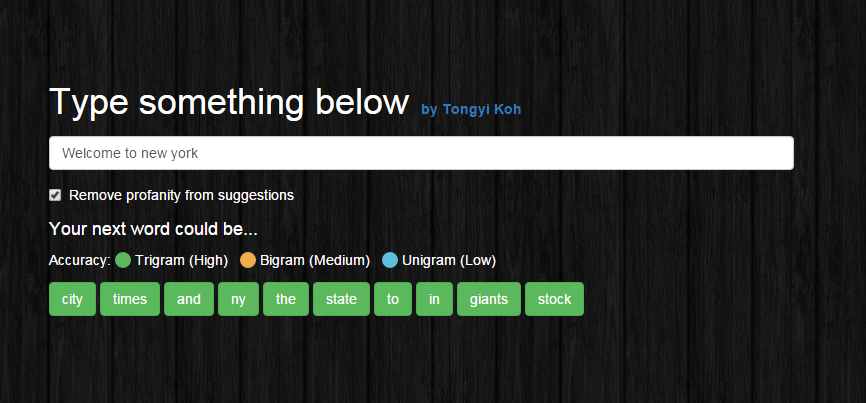 Type something below by Tongyi Koh
Welcome to new york
Remove profanity from suggestions
Your next word could be...
Accuracy: Trigram (High) Bigram (Medium) Unigram (Low)
city times and ny the state to in giants stock